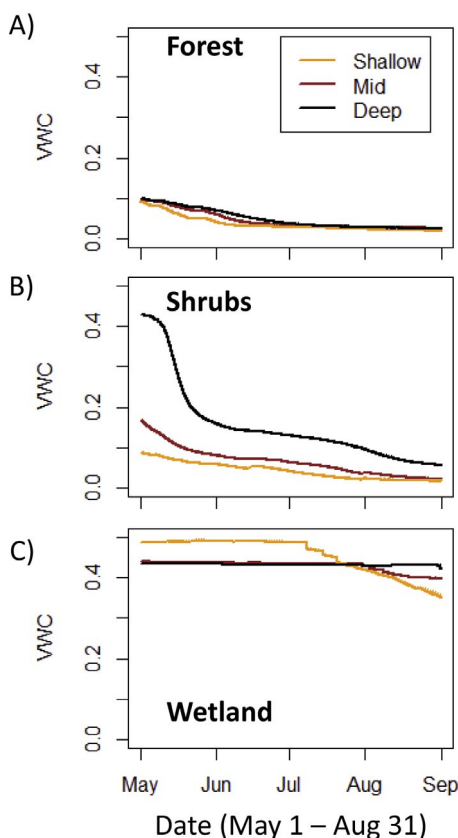 A)
Forest
Shallow
Mid
Deep
VWC
0.4
0.2
0.0
B)
Shrubs
VWC
0.4
0.2
0.0
C)
VWC
0.4
0.2
0.0
Wetland
May Jun Jul Aug Sep
Date (May 1 – Aug 31)